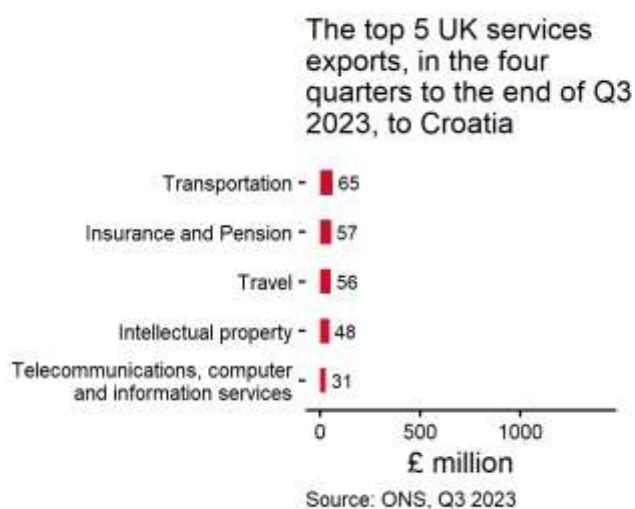 The top 5 UK services
exports, in the four
quarters to the end of Q3
2023, to Croatia
Transportation 65
Insurance and Pension 57
Travel 56
Intellectual property 48
Telecommunications, computer
and information services 31
0 500 1000
£ million
Source: ONS, Q3 2023